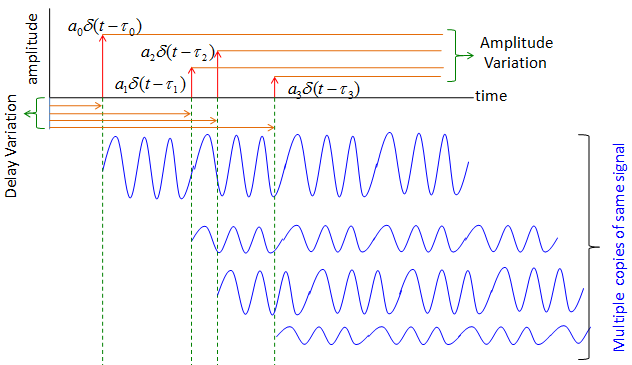 amplitude
a₀δ(t−τ₀)
a₂δ(t−τ₂)
a₁δ(t−τ₁)
a₃δ(t−τ₃)
Amplitude
Variation
time
Delay Variation
Multiple copies of same signal